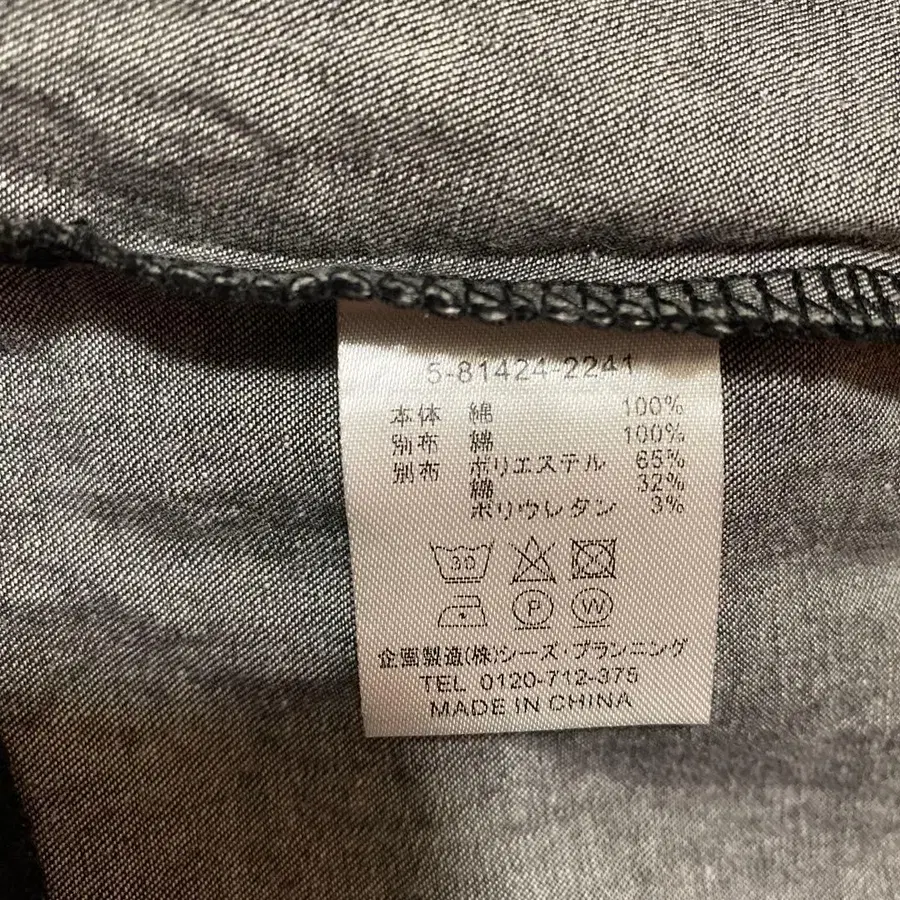 5-81424-2241
本体 綿 100%
別布 綿 100%
別布 ポリエステル 65%
綿 32%
ポリウレタン 3%
30
P W
企画製造(株)シーズ・プランニング
TEL 0120-712-375
MADE IN CHINA